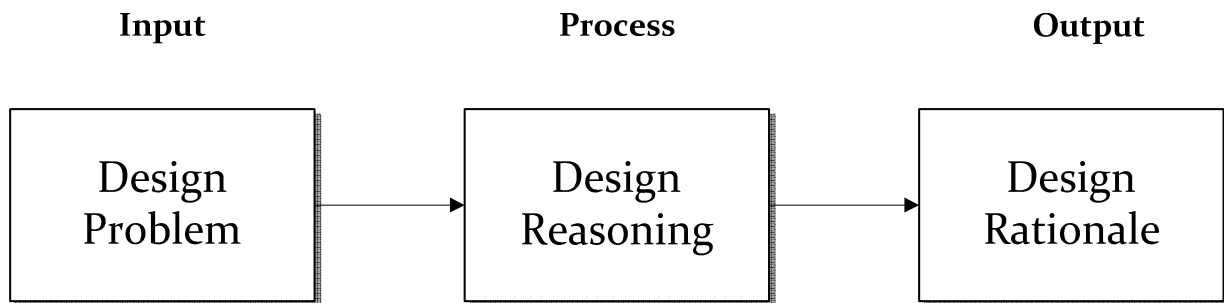 Input
Process
Output
Design
Problem
Design
Reasoning
Design
Rationale